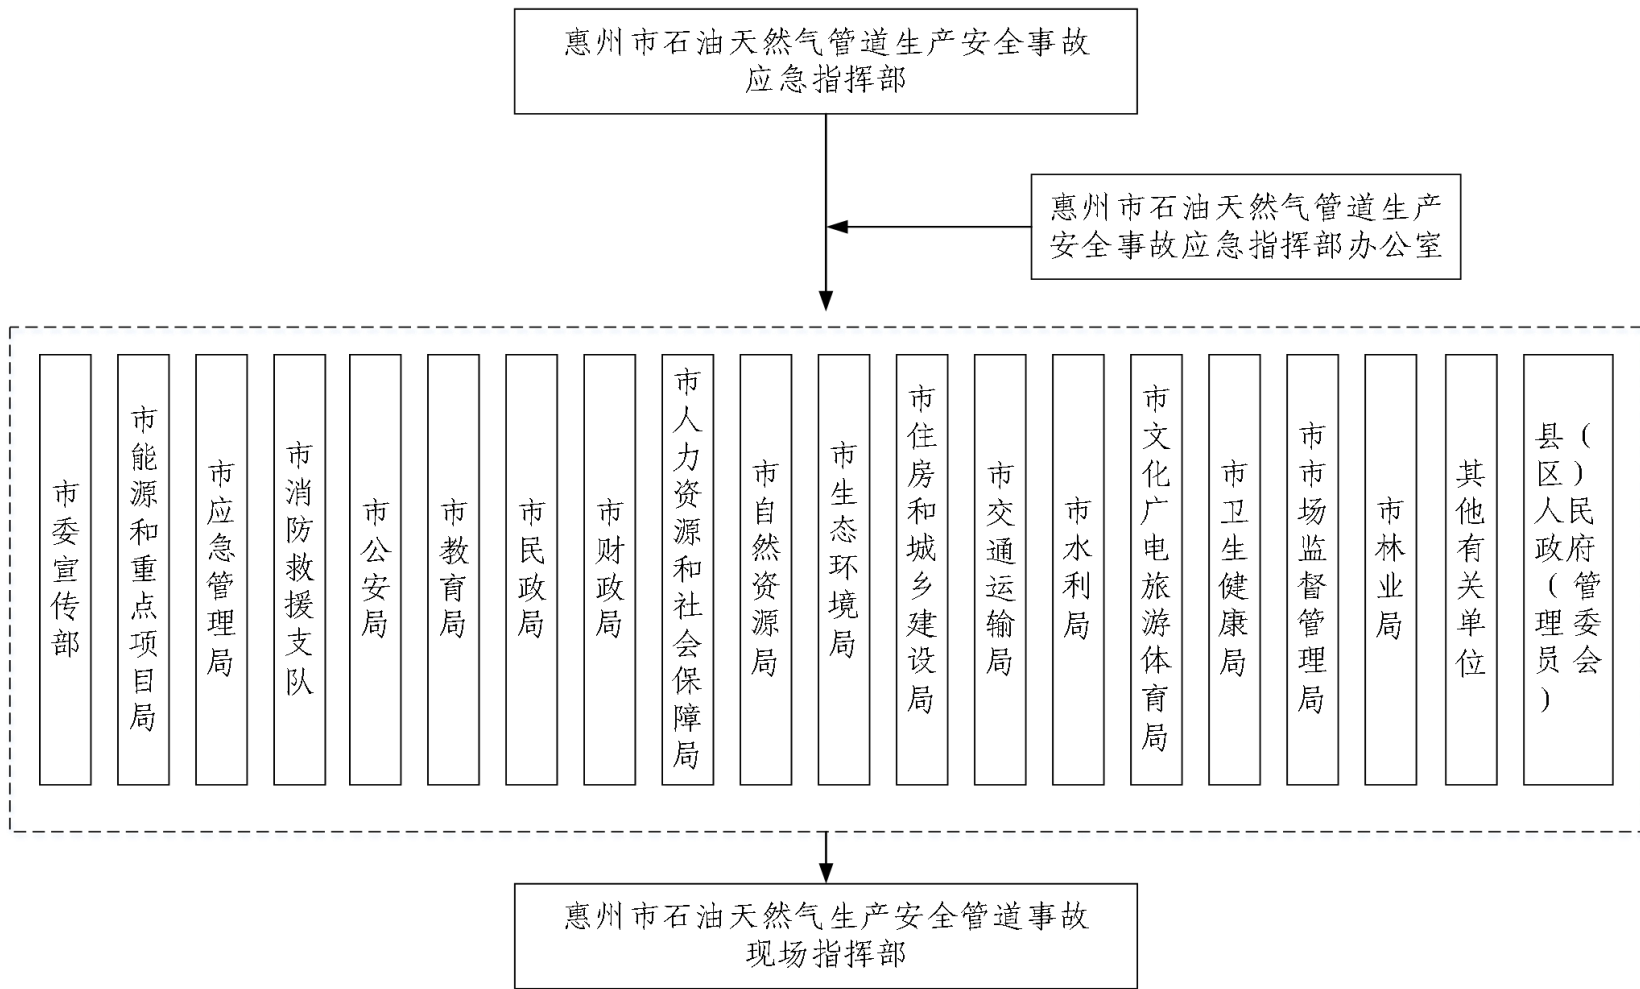 惠州市石油天然气管道生产安全事故
应急指挥部
惠州市石油天然气管道生产
安全事故应急指挥部办公室
市委宣传部
市能源和重点项目局
市应急管理局
市消防救援支队
市公安局
市教育局
市民政局
市财政局
市人力资源和社会保障局
市自然资源局
市生态环境局
市住房和城乡建设局
市交通运输局
市水利局
市文化广电旅游体育局
市卫生健康局
市市场监督管理局
市林业局
其他有关单位
县(
区)
人民
政府
(管
理委
员会
)
惠州市石油天然气生产安全管道事故
现场指挥部